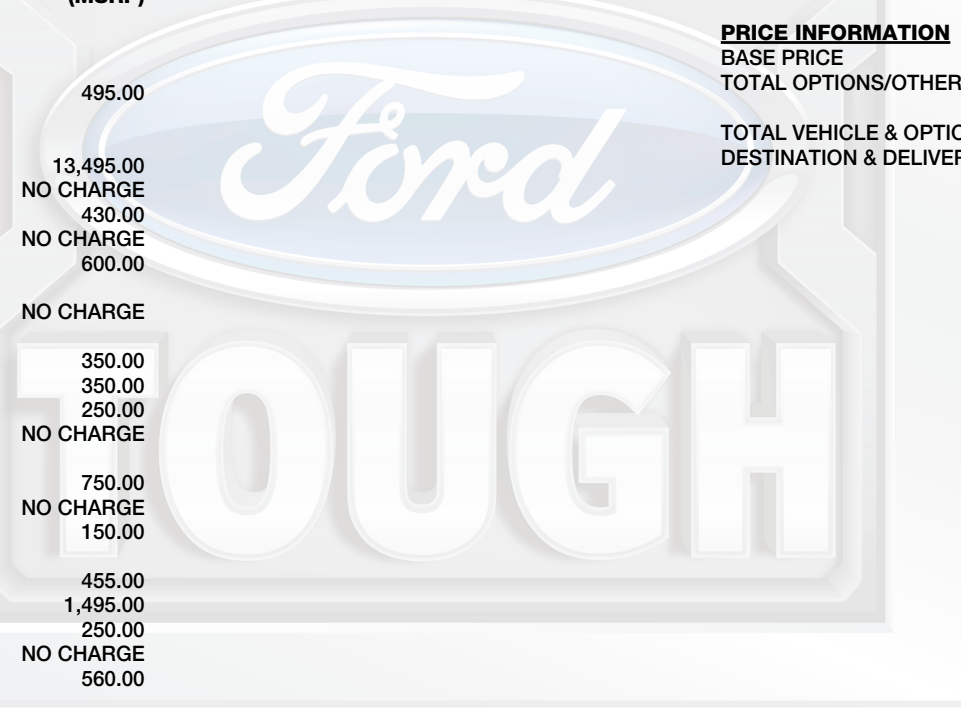 (MSRP)
495.00
13,495.00
NO CHARGE
430.00
NO CHARGE
600.00
NO CHARGE
350.00
350.00
250.00
NO CHARGE
750.00
NO CHARGE
150.00
455.00
1,495.00
250.00
NO CHARGE
560.00
PRICE INFORMATION
BASE PRICE
TOTAL OPTIONS/OTHER
TOTAL VEHICLE & OPTIO
DESTINATION & DELIVER
Ford
TOUGH